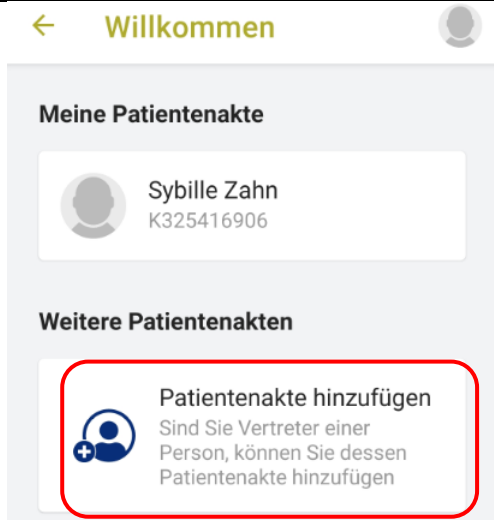 Willkommen
Meine Patientenakte
Sybille Zahn
K325416906
Weitere Patientenakten
Patientenakte hinzufügen
Sind Sie Vertreter einer
Person, können Sie dessen
Patientenakte hinzufügen